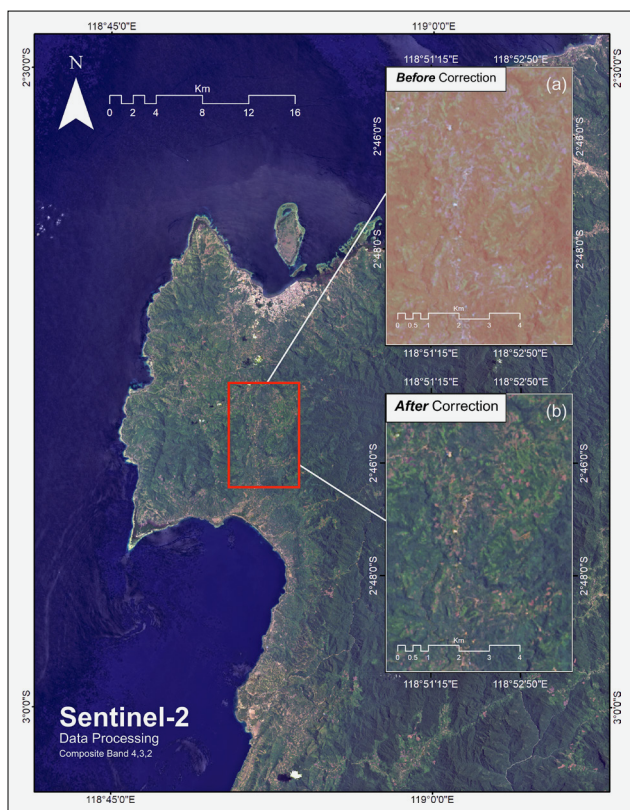 118°45'0"E 119°0'0"E
2°30'0"S
2°30'0"S
N
Km
0 2 4 8 12 16
118°51'15"E 118°52'50"E
Before Correction
(a)
2°46'0"S
2°46'0"S
2°48'0"S
2°48'0"S
Km
0 0.5 1 2 3 4
118°51'15"E 118°52'50"E
118°51'15"E 118°52'50"E
After Correction
(b)
2°46'0"S
2°46'0"S
2°48'0"S
2°48'0"S
Km
0 0.5 1 2 3 4
118°51'15"E 118°52'50"E
3°0'0"S
3°0'0"S
Sentinel-2
Data Processing
Composite Band 4,3,2
118°45'0"E 119°0'0"E